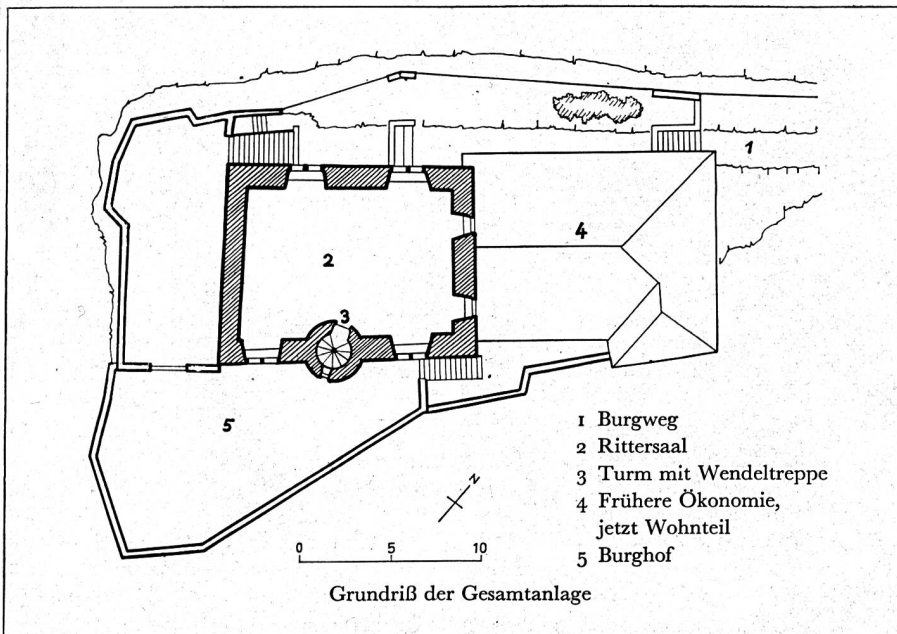 1
2
3
4
5
1 Burgweg
2 Rittersaal
3 Turm mit Wendeltreppe
4 Frühere Ökonomie,
jetzt Wohnteil
5 Burghof
N
0 5 10
Grundriß der Gesamtanlage